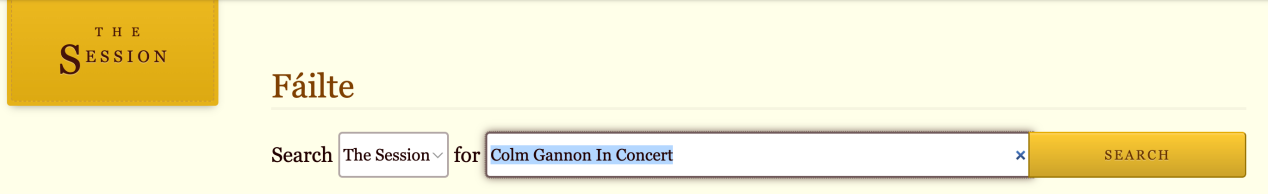 THE
SESSION
Fáilte
Search The Session for Colm Gannon In Concert × SEARCH